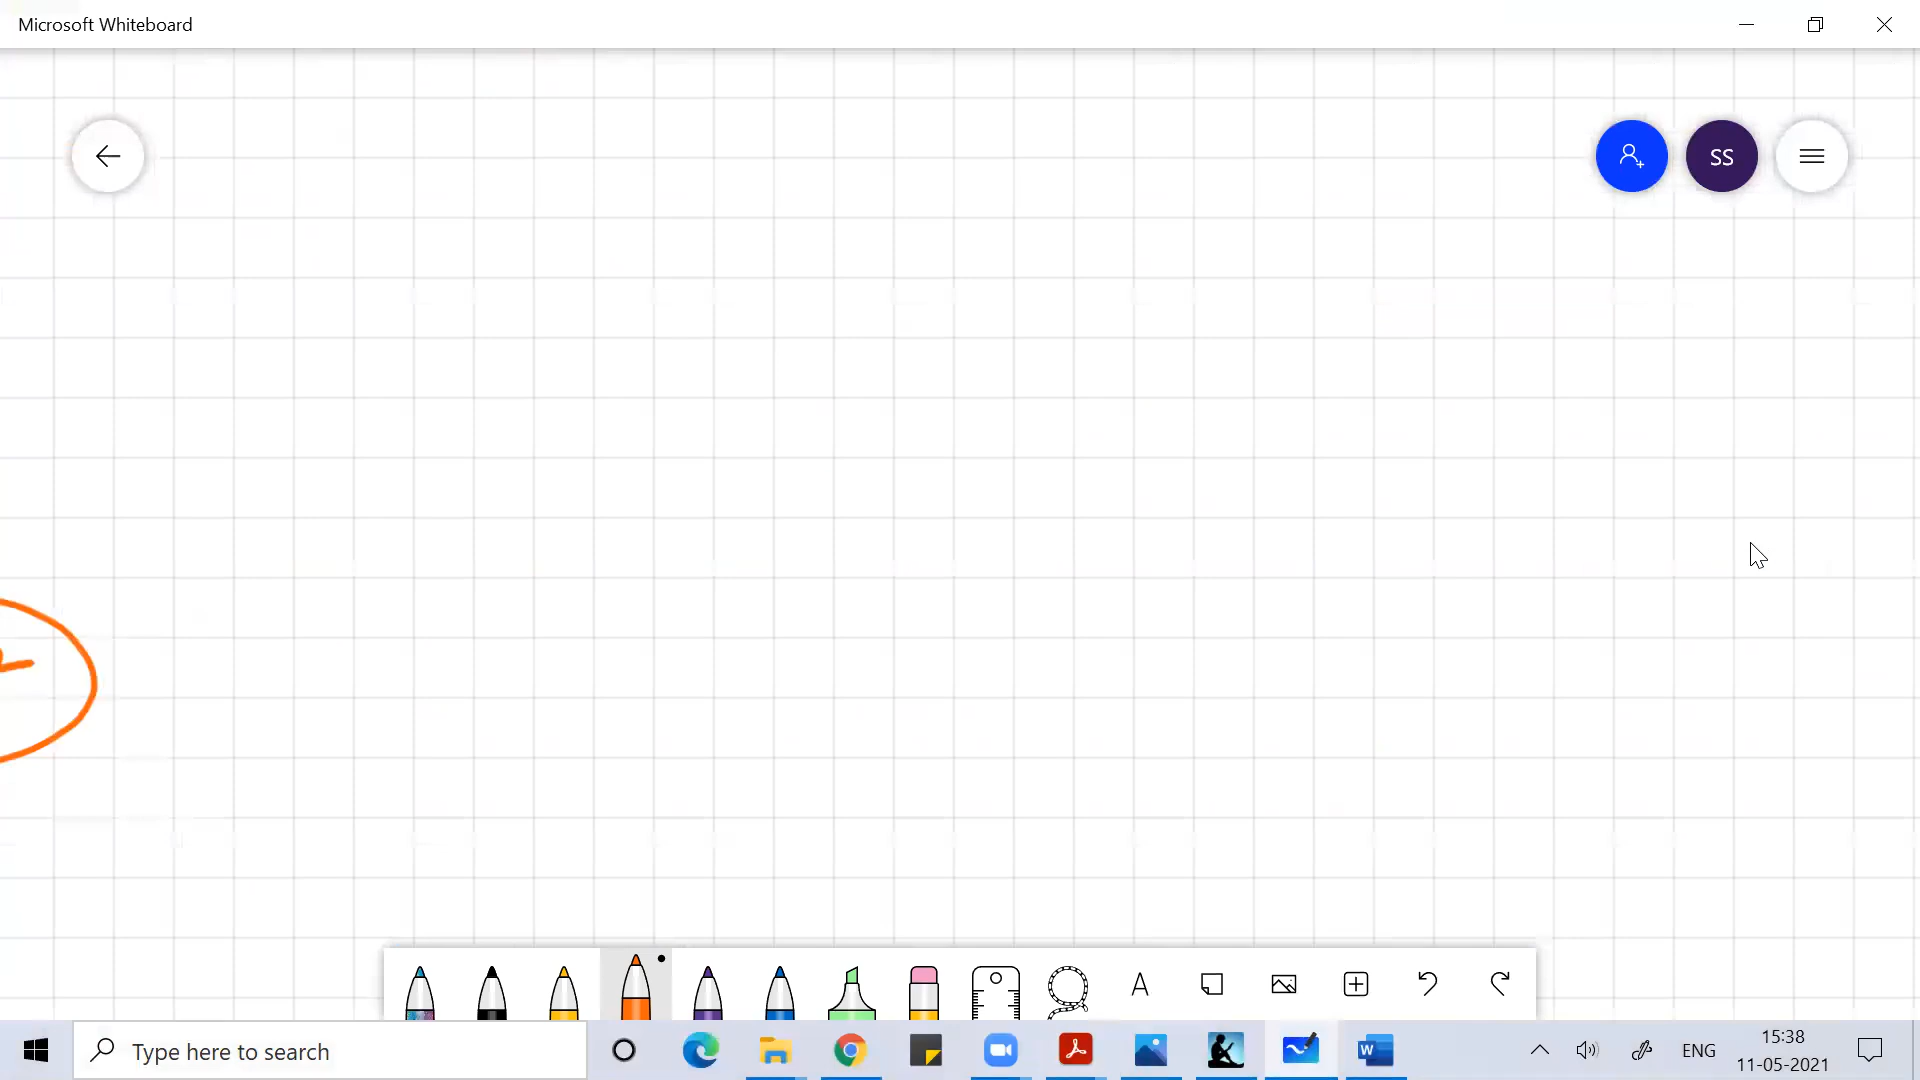 Microsoft Whiteboard
SS
A
Type here to search
W
ENG
15:38
11-05-2021